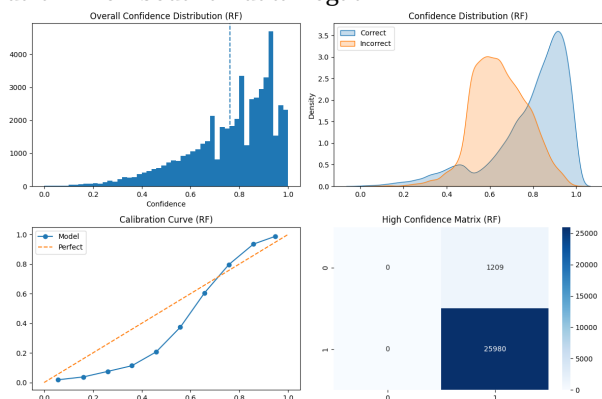 Overall Confidence Distribution (RF)
4000
3000
2000
1000
0
0.0 0.2 0.4 0.6 0.8 1.0
Confidence
Confidence Distribution (RF)
Correct
Incorrect
Density
3.5
3.0
2.5
2.0
1.5
1.0
0.5
0.0
0.0 0.2 0.4 0.6 0.8 1.0
Calibration Curve (RF)
Model
Perfect
1.0
0.8
0.6
0.4
0.2
0.0
0.0 0.2 0.4 0.6 0.8 1.0
High Confidence Matrix (RF)
0
0 1209
1
0 25980
0 1
25000
20000
15000
10000
5000
0